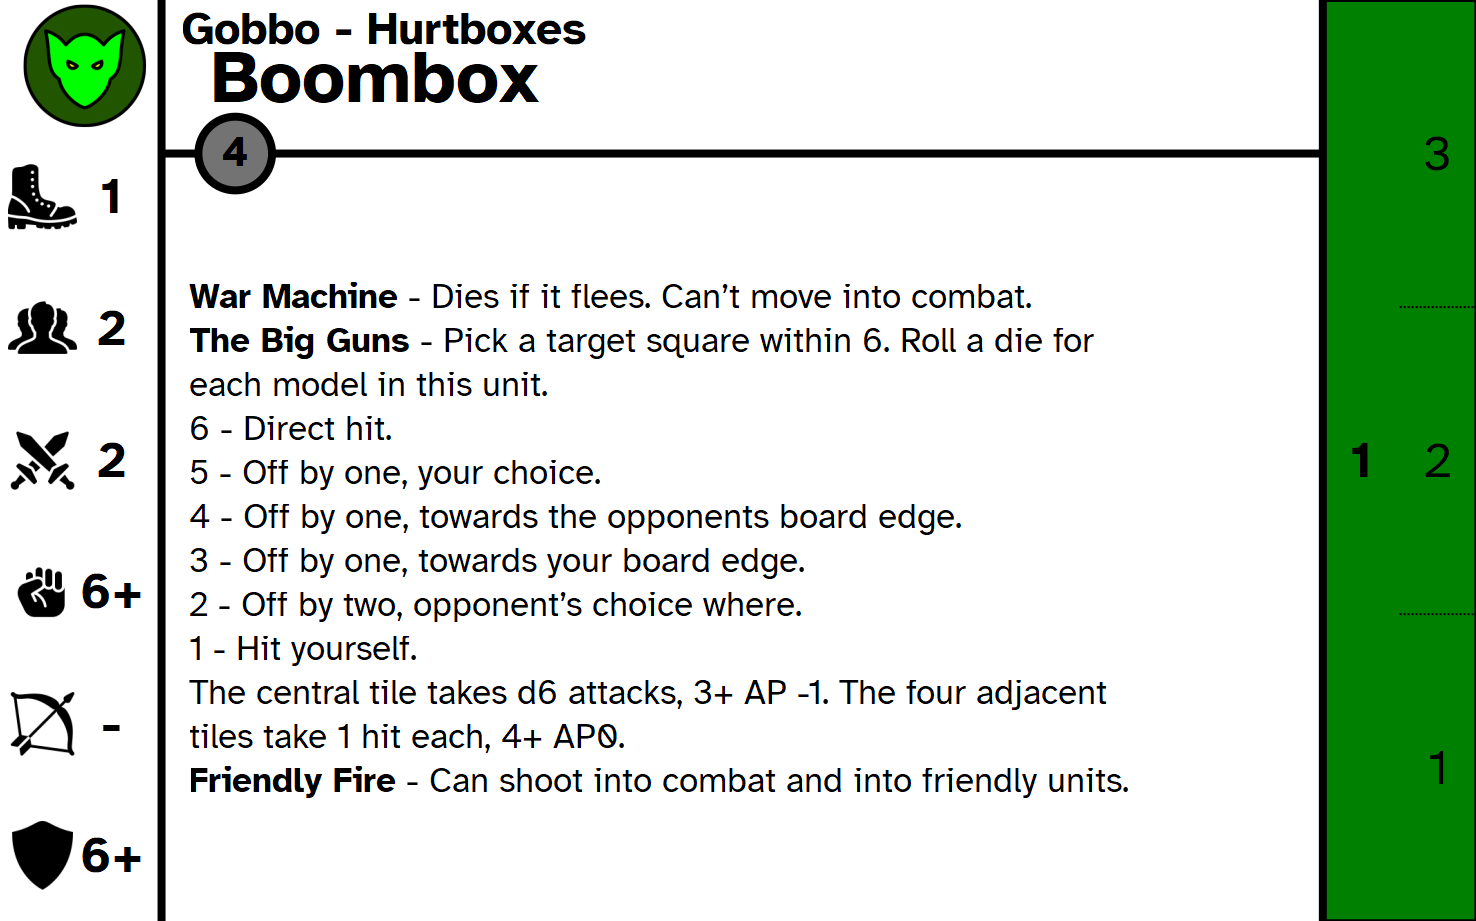 Gobbo - Hurtboxes
Boombox
4
1
2
2
6+
-
6+
War Machine - Dies if it flees. Can’t move into combat.
The Big Guns - Pick a target square within 6. Roll a die for
each model in this unit.
6 - Direct hit.
5 - Off by one, your choice.
4 - Off by one, towards the opponents board edge.
3 - Off by one, towards your board edge.
2 - Off by two, opponent’s choice where.
1 - Hit yourself.
The central tile takes d6 attacks, 3+ AP -1. The four adjacent
tiles take 1 hit each, 4+ AP0.
Friendly Fire - Can shoot into combat and into friendly units.
3
1 2
1